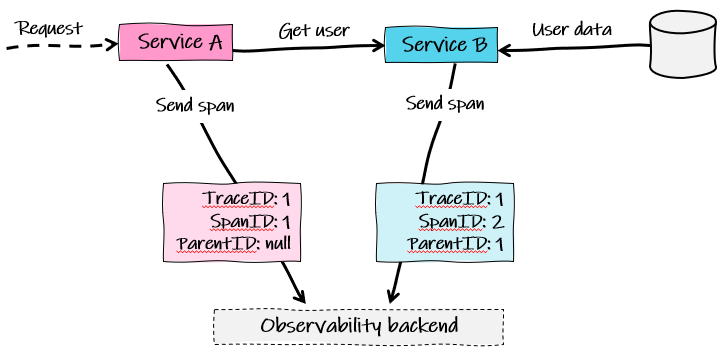 Request
Service A
Get user
Service B
User data
Send span
Send span
TraceID: 1
SpanID: 1
ParentID: null
TraceID: 1
SpanID: 2
ParentID: 1
Observability backend